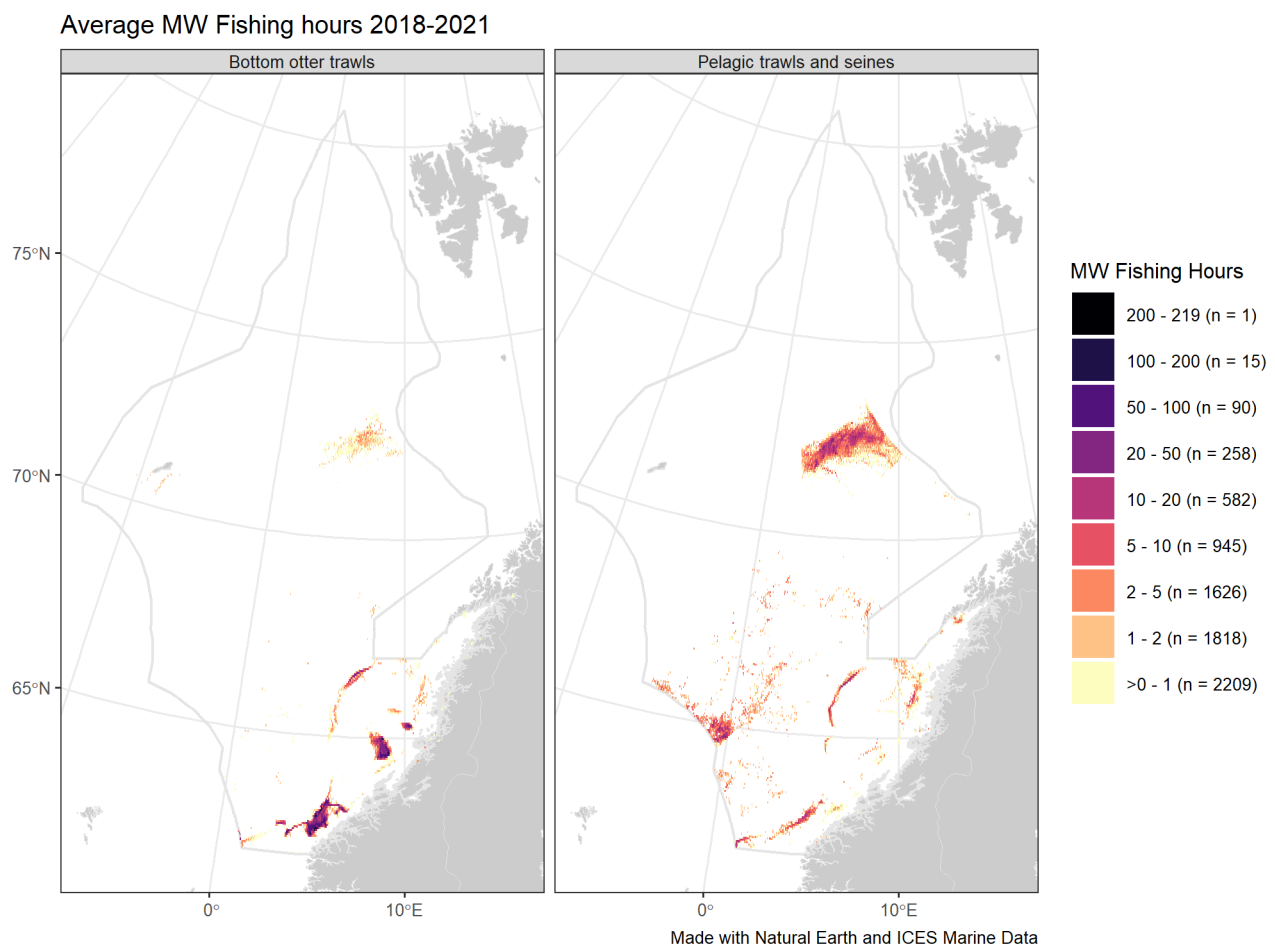 Average MW Fishing hours 2018-2021
Bottom otter trawls
Pelagic trawls and seines
75°N
70°N
65°N
0°
10°E
0°
10°E
MW Fishing Hours
200 - 219 (n = 1)
100 - 200 (n = 15)
50 - 100 (n = 90)
20 - 50 (n = 258)
10 - 20 (n = 582)
5 - 10 (n = 945)
2 - 5 (n = 1626)
1 - 2 (n = 1818)
>0 - 1 (n = 2209)
Made with Natural Earth and ICES Marine Data